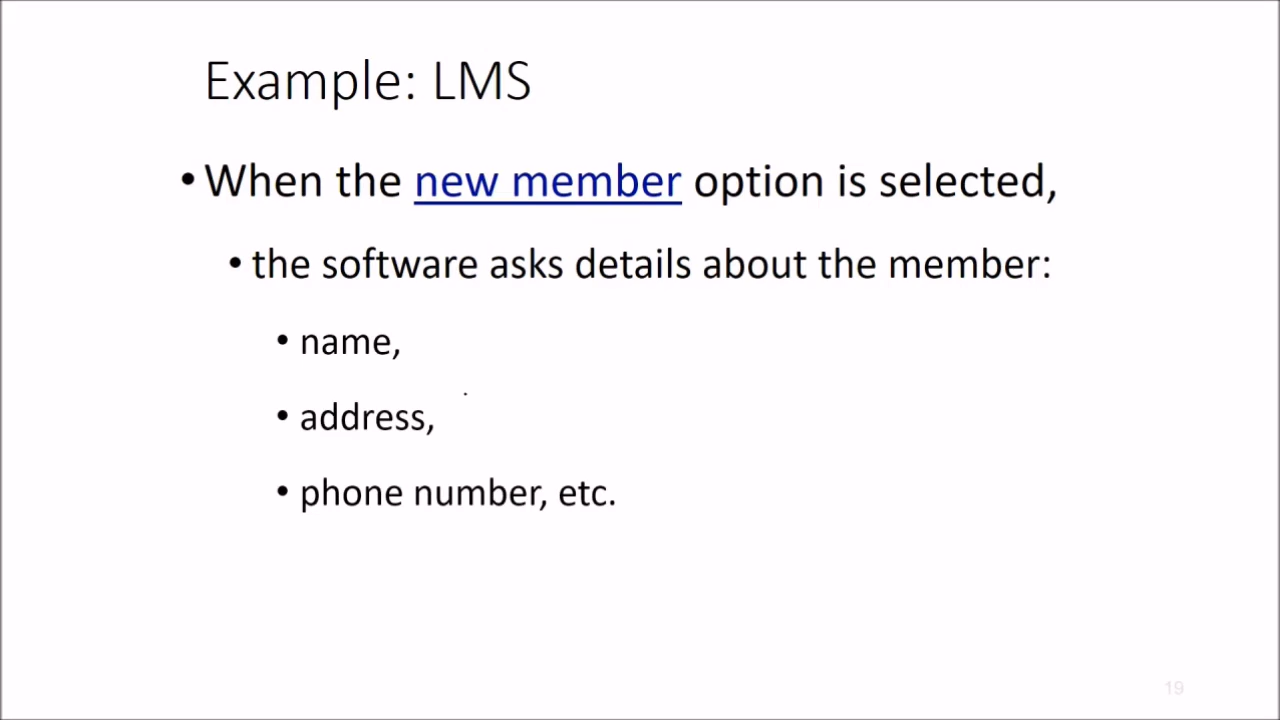 Example: LMS
• When the new member option is selected,
• the software asks details about the member:
• name,
• address,
• phone number, etc.
19